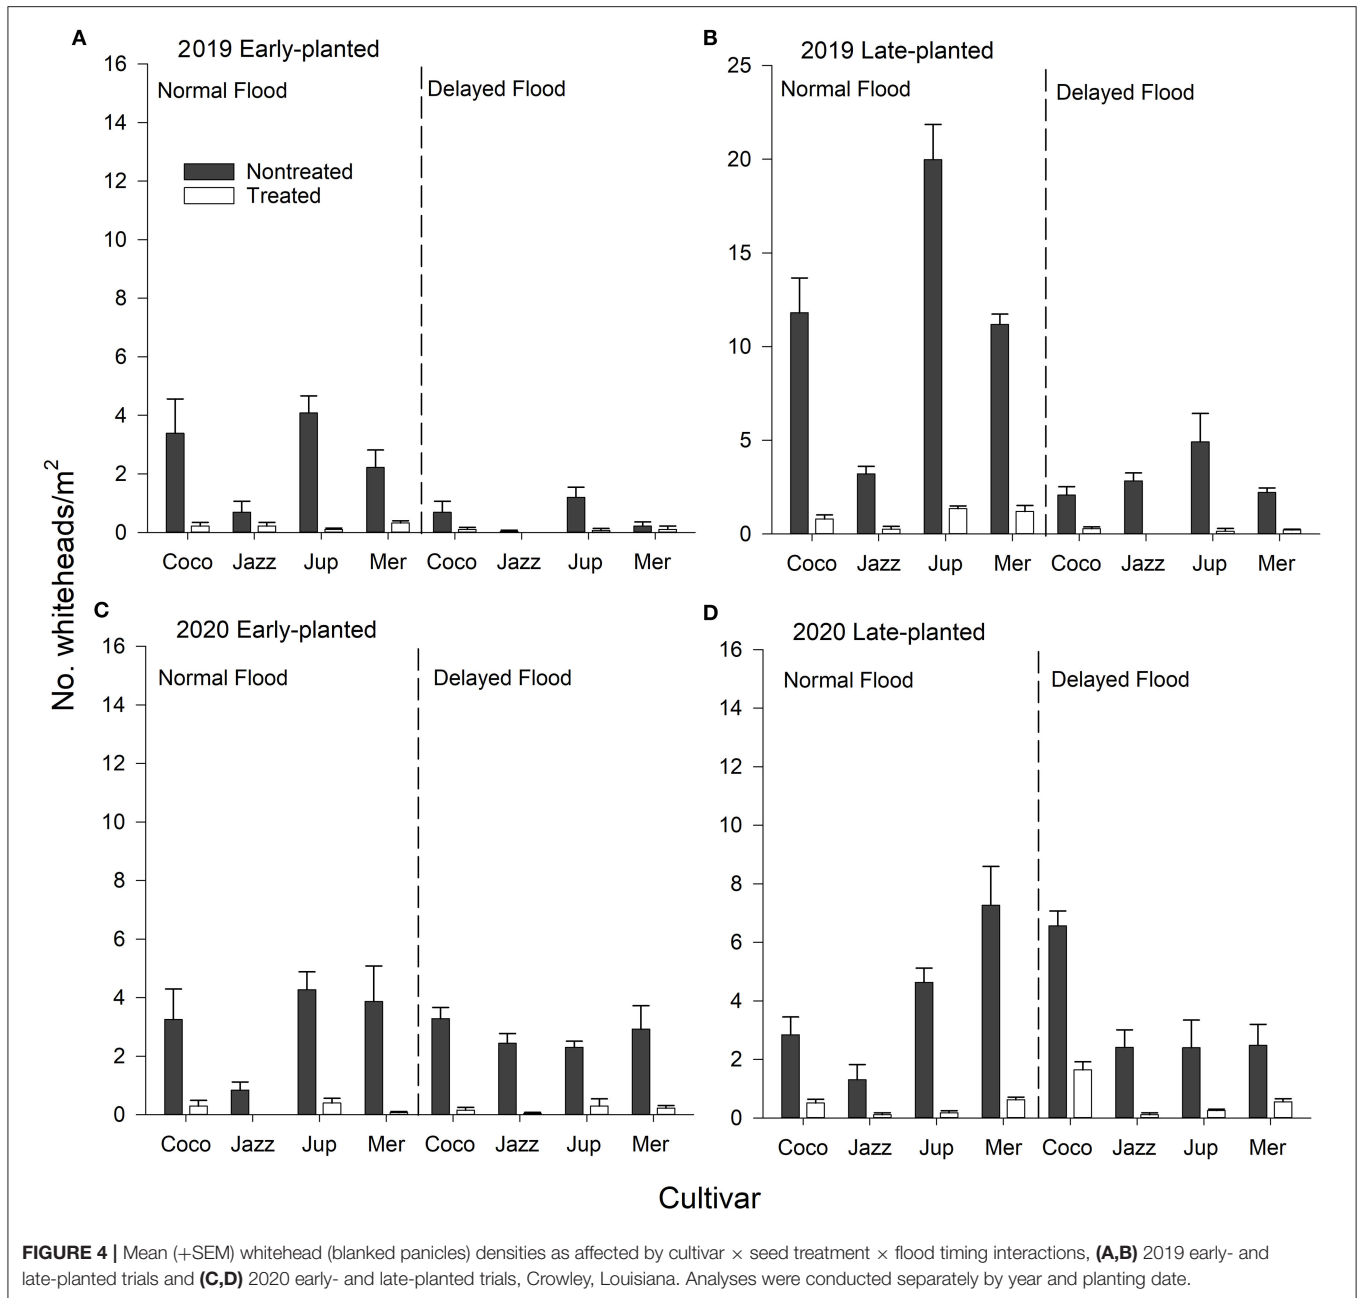 A
2019 Early-planted
16
14
12
10
8
6
4
2
0
Normal Flood
Delayed Flood
Nontreated
Treated
Coco Jazz Jup Mer Coco Jazz Jup Mer
B
2019 Late-planted
25
20
15
10
5
0
Normal Flood
Delayed Flood
Coco Jazz Jup Mer Coco Jazz Jup Mer
No. whiteheads/m²
C
2020 Early-planted
16
14
12
10
8
6
4
2
0
Normal Flood
Delayed Flood
Coco Jazz Jup Mer Coco Jazz Jup Mer
D
2020 Late-planted
16
14
12
10
8
6
4
2
0
Normal Flood
Delayed Flood
Coco Jazz Jup Mer Coco Jazz Jup Mer
Cultivar
FIGURE 4 | Mean (+SEM) whitehead (blanked panicles) densities as affected by cultivar × seed treatment × flood timing interactions, (A,B) 2019 early- and
late-planted trials and (C,D) 2020 early- and late-planted trials, Crowley, Louisiana. Analyses were conducted separately by year and planting date.